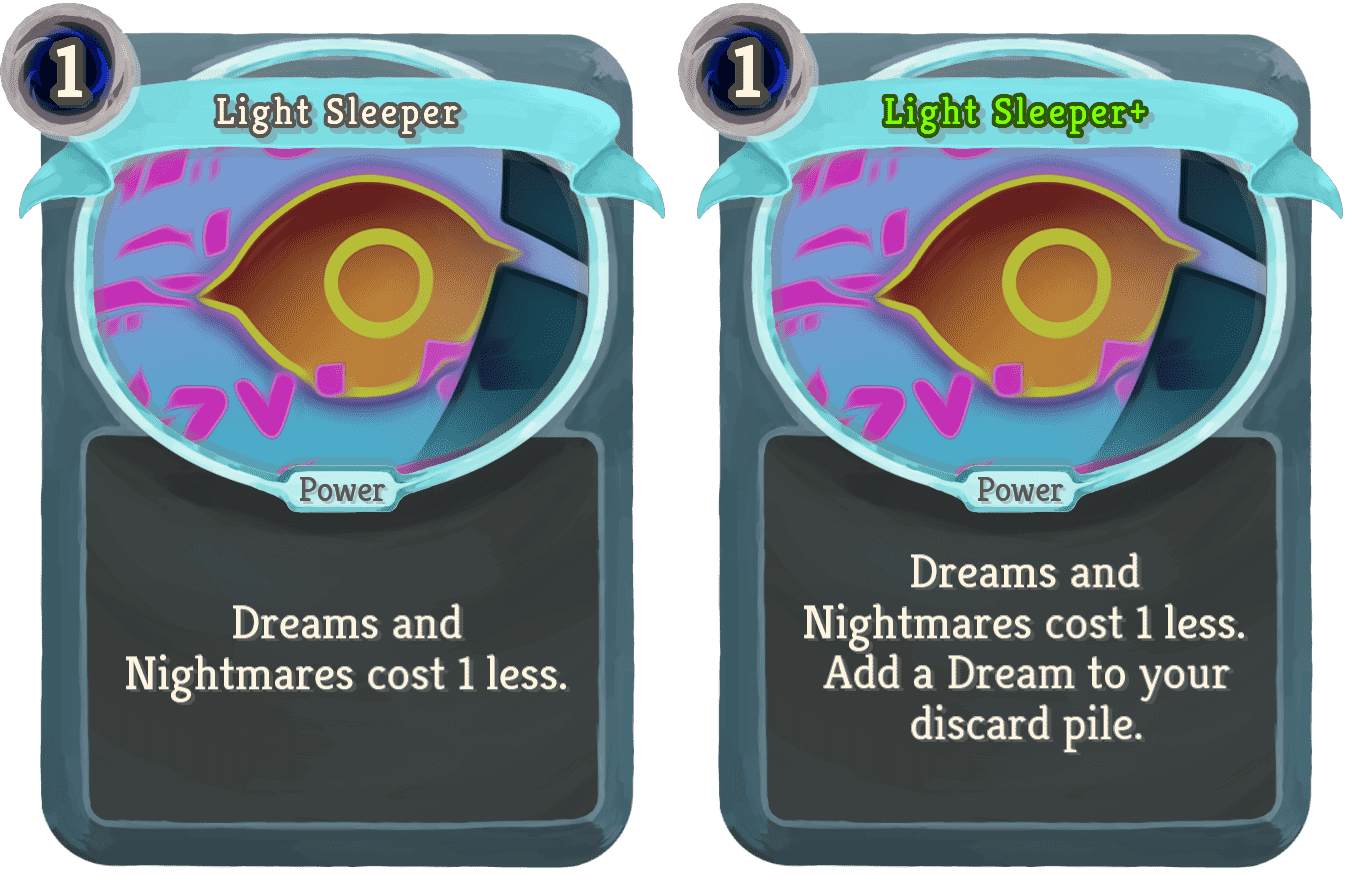 1
Light Sleeper
Power
Dreams and
Nightmares cost 1 less.
1
Light Sleeper+
Power
Dreams and
Nightmares cost 1 less.
Add a Dream to your
discard pile.